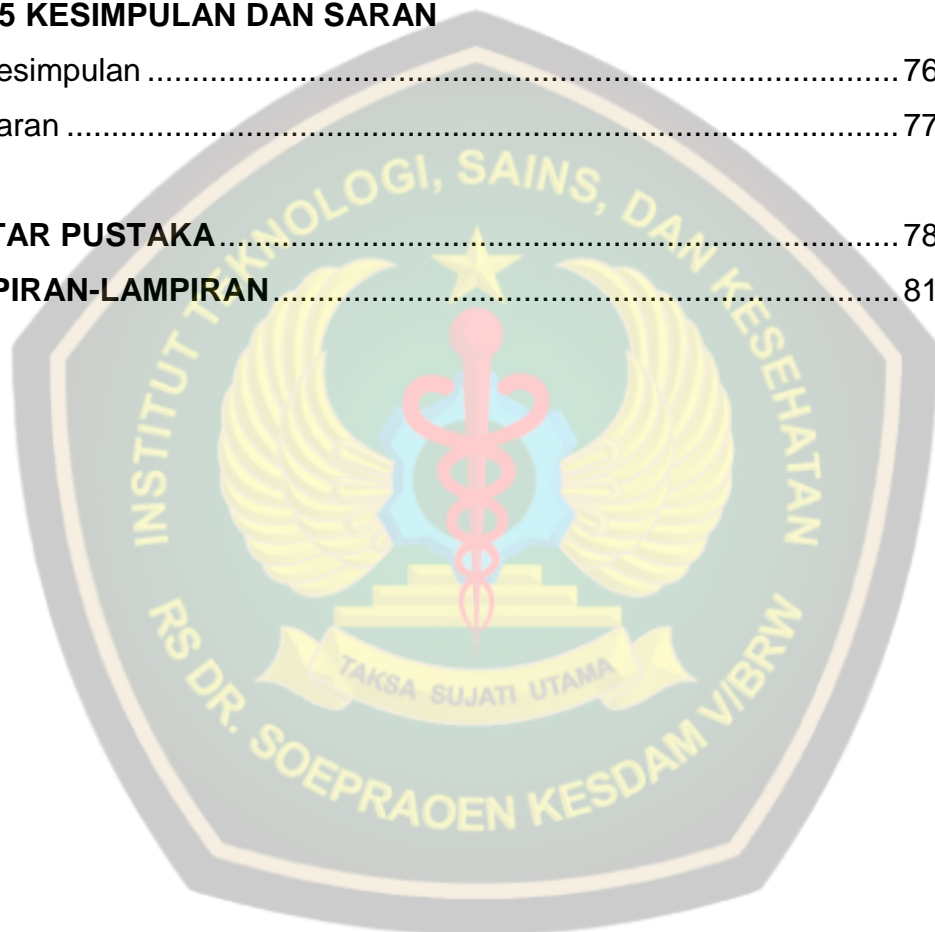 5 KESIMPULAN DAN SARAN
esimpulan ........................................................................................ 76
aran ................................................................................................. 77
TAR PUSTAKA ................................................................................ 78
PIRAN-LAMPIRAN .......................................................................... 81
INSTITUT TEKNOLOGI, SAINS, DAN KESEHATAN
TAKSA SUJATI UTAMA
RS DR. SOEPRAOEN KESDAM V/BRW